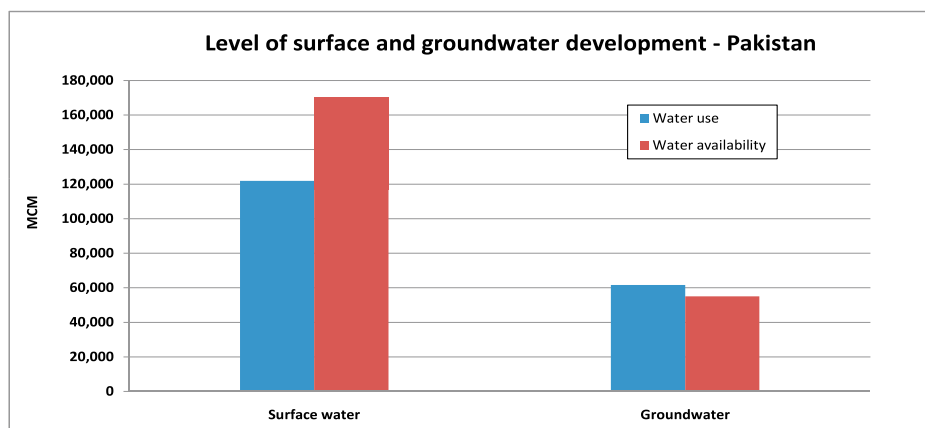 Level of surface and groundwater development - Pakistan
180,000
160,000
140,000
120,000
100,000
80,000
60,000
40,000
20,000
0
MCM
Water use
Water availability
Surface water
Groundwater